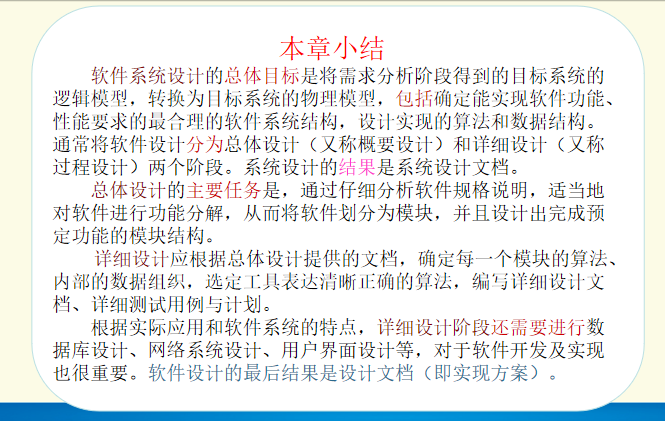 本章小结
软件系统设计的总体目标是将需求分析阶段得到的目标系统的
逻辑模型，转换为目标系统的物理模型，包括确定能实现软件功能、
性能要求的最合理的软件系统结构，设计实现的算法和数据结构。
通常将软件设计分为总体设计（又称概要设计）和详细设计（又称
过程设计）两个阶段。系统设计的结果是系统设计文档。
总体设计的主要任务是，通过仔细分析软件规格说明，适当地
对软件进行功能分解，从而将软件划分为模块，并且设计出完成预
定功能的模块结构。
详细设计应根据总体设计提供的文档，确定每一个模块的算法、
内部的数据组织，选定工具表达清晰正确的算法，编写详细设计文
档、详细测试用例与计划。
根据实际应用和软件系统的特点，详细设计阶段还需要进行数
据库设计、网络系统设计、用户界面设计等，对于软件开发及实现
也很重要。软件设计的最后结果是设计文档（即实现方案）。